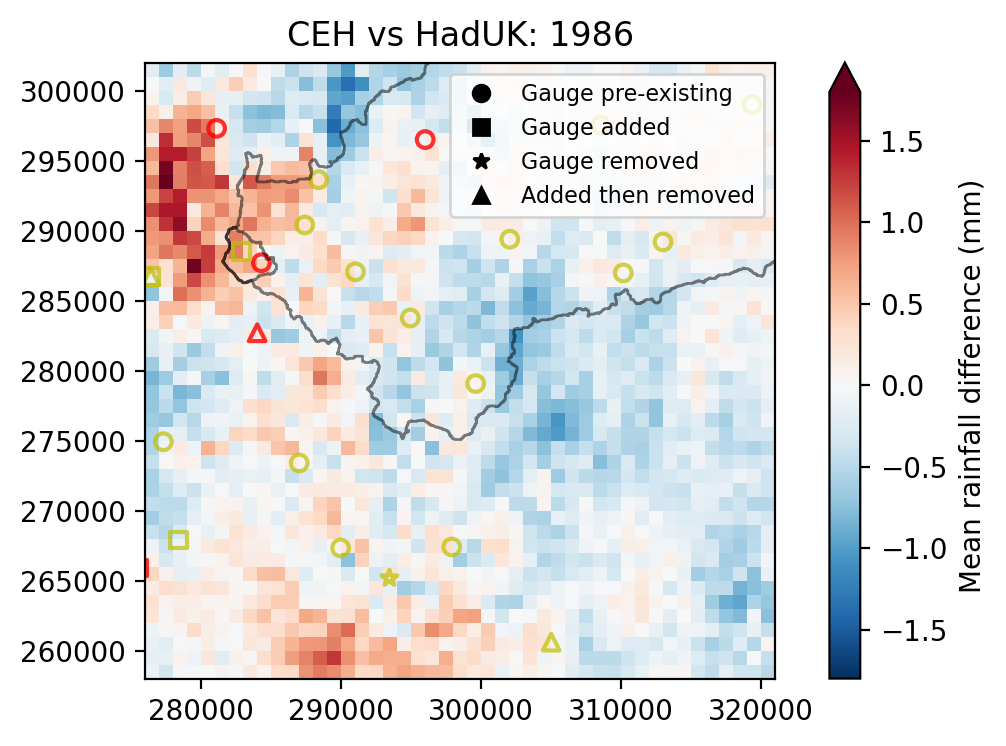 CEH vs HadUK: 1986
300000
295000
290000
285000
280000
275000
270000
265000
260000
280000 290000 300000 310000 320000
Gauge pre-existing
Gauge added
Gauge removed
Added then removed
1.5
1.0
0.5
0.0
−0.5
−1.0
−1.5
Mean rainfall difference (mm)